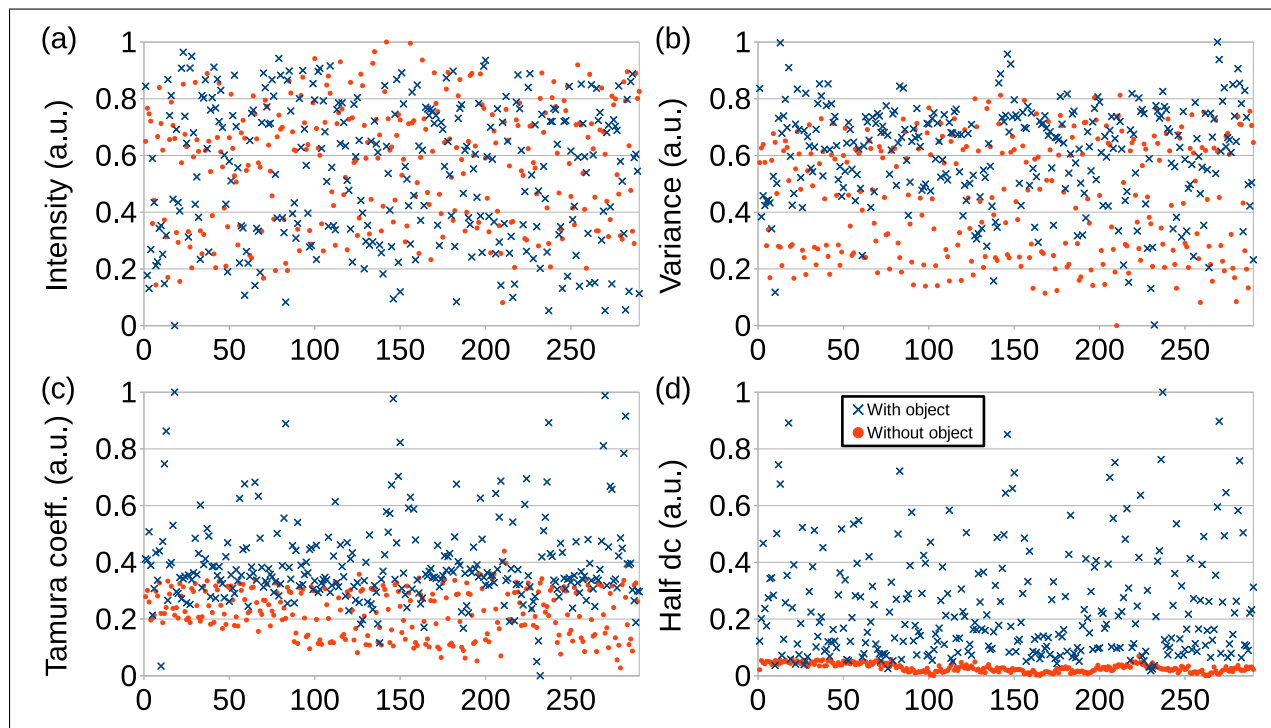 (a)
Intensity (a.u.)
1
0.8
0.6
0.4
0.2
0
0 50 100 150 200 250
(b)
Variance (a.u.)
1
0.8
0.6
0.4
0.2
0
0 50 100 150 200 250
(c)
Tamura coeff. (a.u.)
1
0.8
0.6
0.4
0.2
0
0 50 100 150 200 250
(d)
Half dc (a.u.)
1
0.8
0.6
0.4
0.2
0
With object
Without object
0 50 100 150 200 250